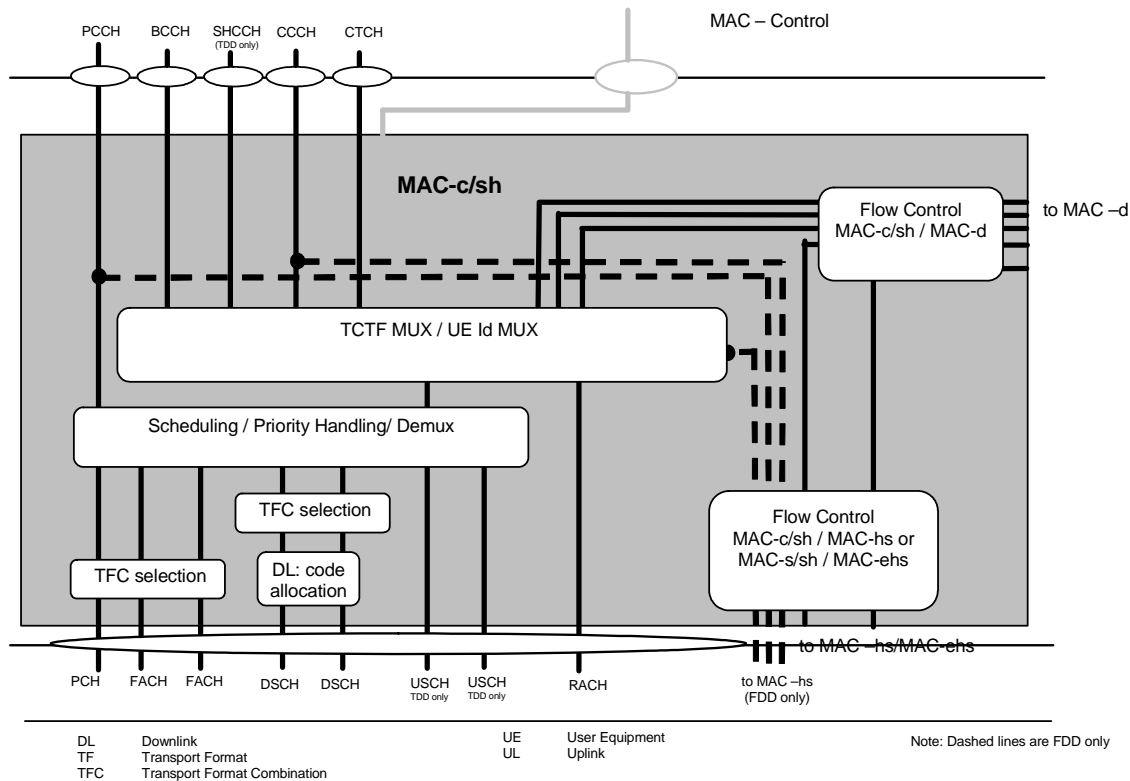 MAC – Control
PCCH
BCCH
SHCCH
(TDD only)
CCCH
CTCH
MAC-c/sh
Flow Control
MAC-c/sh / MAC-d
to MAC –d
TCTF MUX / UE Id MUX
Scheduling / Priority Handling/ Demux
TFC selection
Flow Control
MAC-c/sh / MAC-hs or
MAC-s/sh / MAC-ehs
TFC selection
DL: code
allocation
to MAC –hs/MAC-ehs
PCH
FACH
FACH
DSCH
DSCH
USCH
TDD only
USCH
TDD only
RACH
to MAC –hs
(FDD only)
DL Downlink
TF Transport Format
TFC Transport Format Combination
UE User Equipment
UL Uplink
Note: Dashed lines are FDD only